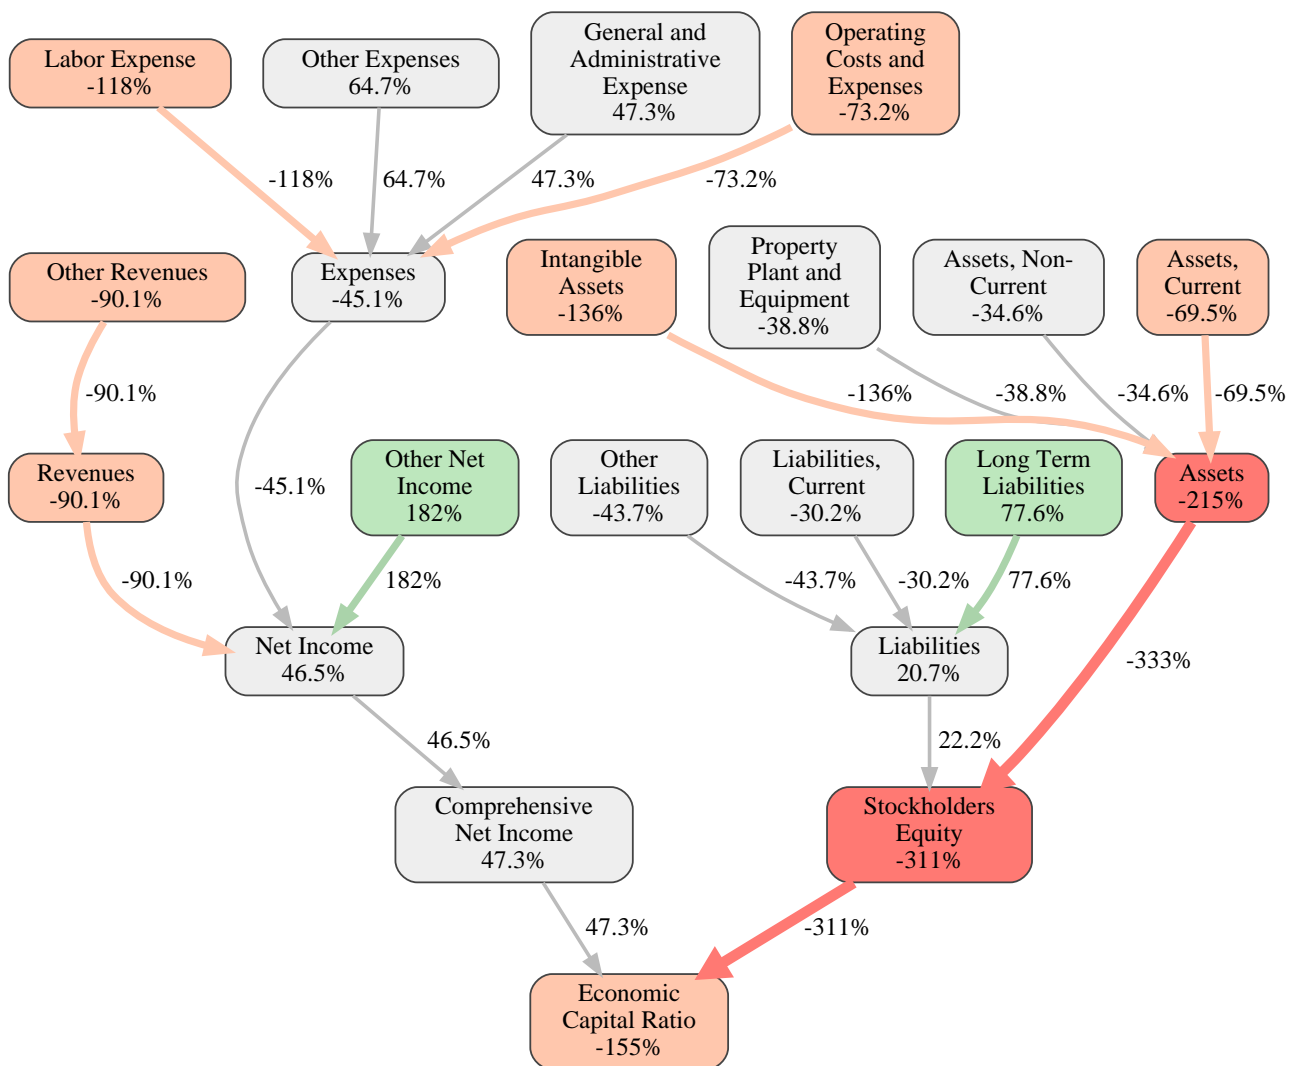 Labor Expense
-118%
Other Expenses
64.7%
General and
Administrative
Expense
47.3%
Operating
Costs and
Expenses
-73.2%
-118%
64.7%
47.3%
-73.2%
Other Revenues
-90.1%
Expenses
-45.1%
Intangible
Assets
-136%
Property
Plant and
Equipment
-38.8%
Assets, Non-
Current
-34.6%
Assets,
Current
-69.5%
-90.1%
-136%
-38.8%
-34.6%
-69.5%
Revenues
-90.1%
-45.1%
Other Net
Income
182%
Other
Liabilities
-43.7%
Liabilities,
Current
-30.2%
Long Term
Liabilities
77.6%
Assets
-215%
-90.1%
182%
-43.7%
-30.2%
77.6%
Net Income
46.5%
Liabilities
20.7%
-333%
46.5%
22.2%
Comprehensive
Net Income
47.3%
Stockholders
Equity
-311%
47.3%
-311%
Economic
Capital Ratio
-155%